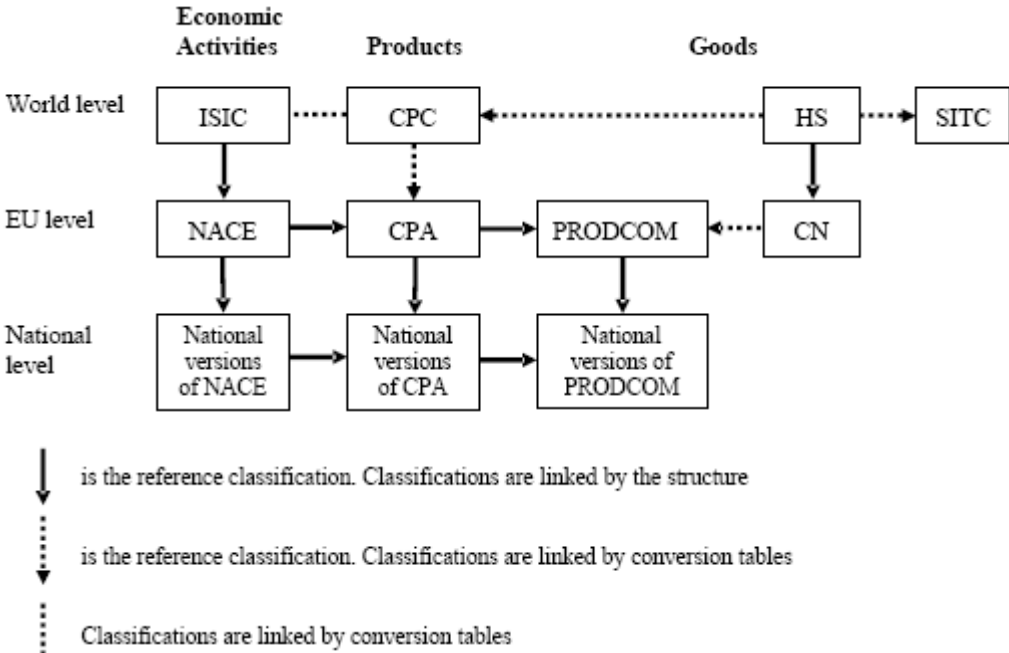 Economic
Activities
Products
Goods
World level
ISIC
CPC
HS
SITC
EU level
NACE
CPA
PRODCOM
CN
National
level
National
versions
of NACE
National
versions
of CPA
National
versions of
PRODCOM
is the reference classification. Classifications are linked by the structure
is the reference classification. Classifications are linked by conversion tables
Classifications are linked by conversion tables